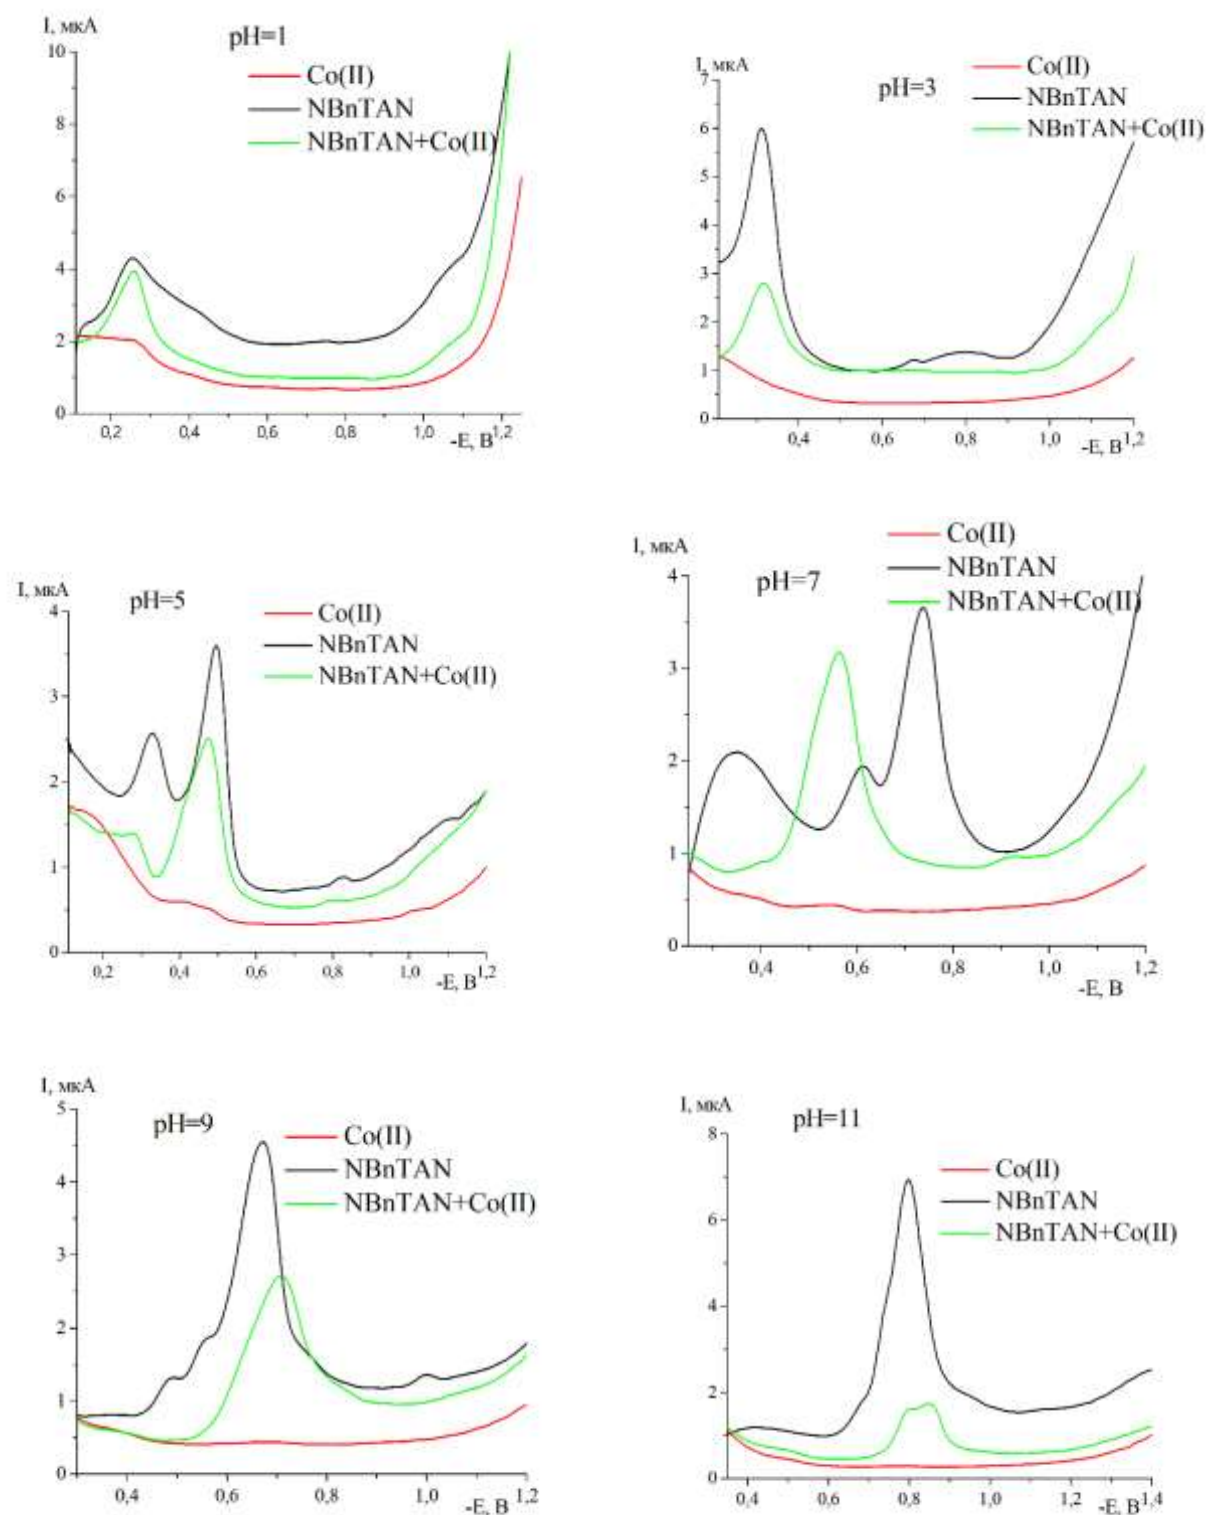 I, мкА
pH=1
Co(II)
NBnTAN
NBnTAN+Co(II)
10
8
6
4
2
0
0,2
0,4
0,6
0,8
1,0
1,2
-E, В
I, мкА
pH=3
Co(II)
NBnTAN
NBnTAN+Co(II)
7
6
5
4
3
2
1
0
0,4
0,6
0,8
1,0
1,2
-E, В
I, мкА
pH=5
Co(II)
NBnTAN
NBnTAN+Co(II)
4
3
2
1
0
0,2
0,4
0,6
0,8
1,0
1,2
-E, В
I, мкА
pH=7
Co(II)
NBnTAN
NBnTAN+Co(II)
4
3
2
1
0
0,4
0,6
0,8
1,0
1,2
-E, В
I, мкА
pH=9
Co(II)
NBnTAN
NBnTAN+Co(II)
5
4
3
2
1
0
0,4
0,6
0,8
1,0
1,2
-E, В
I, мкА
pH=11
Co(II)
NBnTAN
NBnTAN+Co(II)
8
6
4
2
0
0,4
0,6
0,8
1,0
1,2
1,4
-E, В